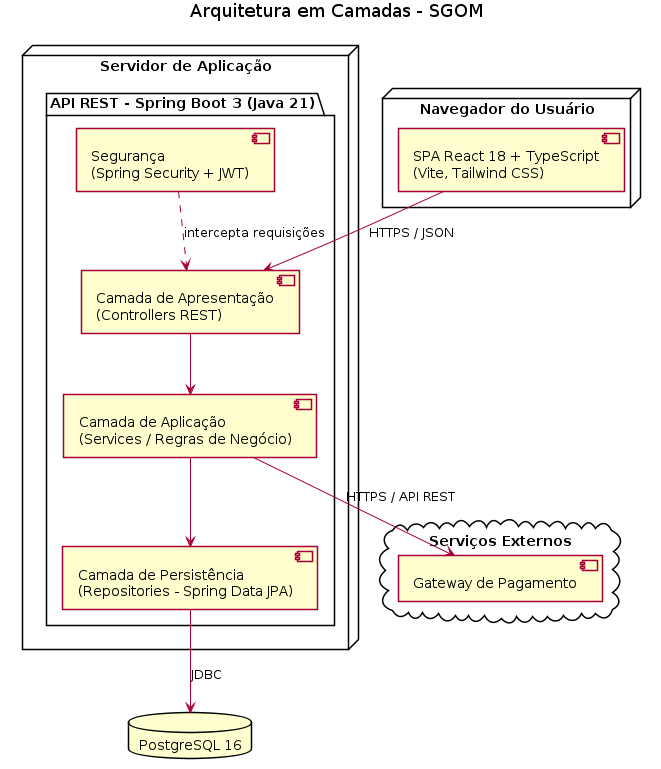 Arquitetura em Camadas - SGOM
Servidor de Aplicação
API REST - Spring Boot 3 (Java 21)
Segurança
(Spring Security + JWT)
Navegador do Usuário
SPA React 18 + TypeScript
(Vite, Tailwind CSS)
intercepta requisições
HTTPS / JSON
Camada de Apresentação
(Controllers REST)
Camada de Aplicação
(Services / Regras de Negócio)
HTTPS / API REST
Serviços Externos
Gateway de Pagamento
Camada de Persistência
(Repositories - Spring Data JPA)
JDBC
PostgreSQL 16